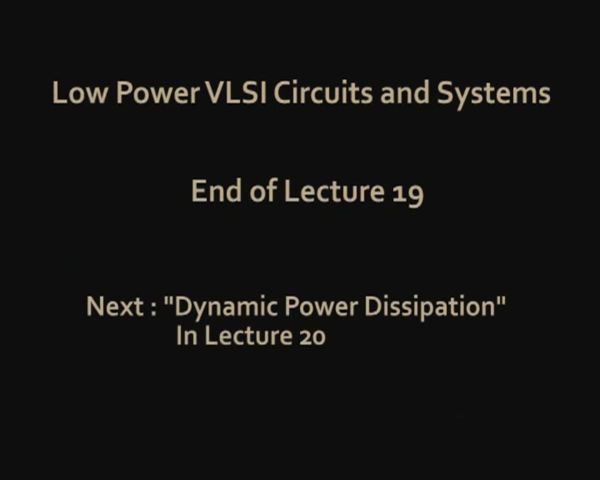 Low Power VLSI Circuits and Systems
End of Lecture 19
Next : "Dynamic Power Dissipation"
In Lecture 20